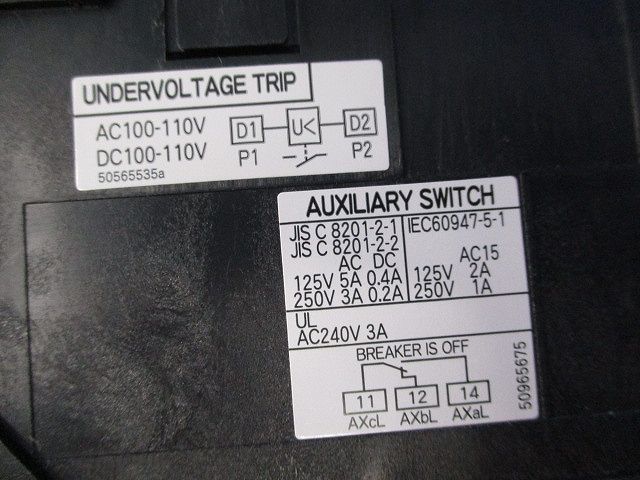 UNDERVOLTAGE TRIP
AC100-110V
DC100-110V
50565535a
D1 U< D2
P1 P2
AUXILIARY SWITCH
JIS C 8201-2-1
JIS C 8201-2-2
AC DC
125V 5A 0.4A
250V 3A 0.2A
IEC60947-5-1
AC15
125V 2A
250V 1A
UL
AC240V 3A
BREAKER IS OFF
11 12 14
AXcL AXbL AXaL
50965675